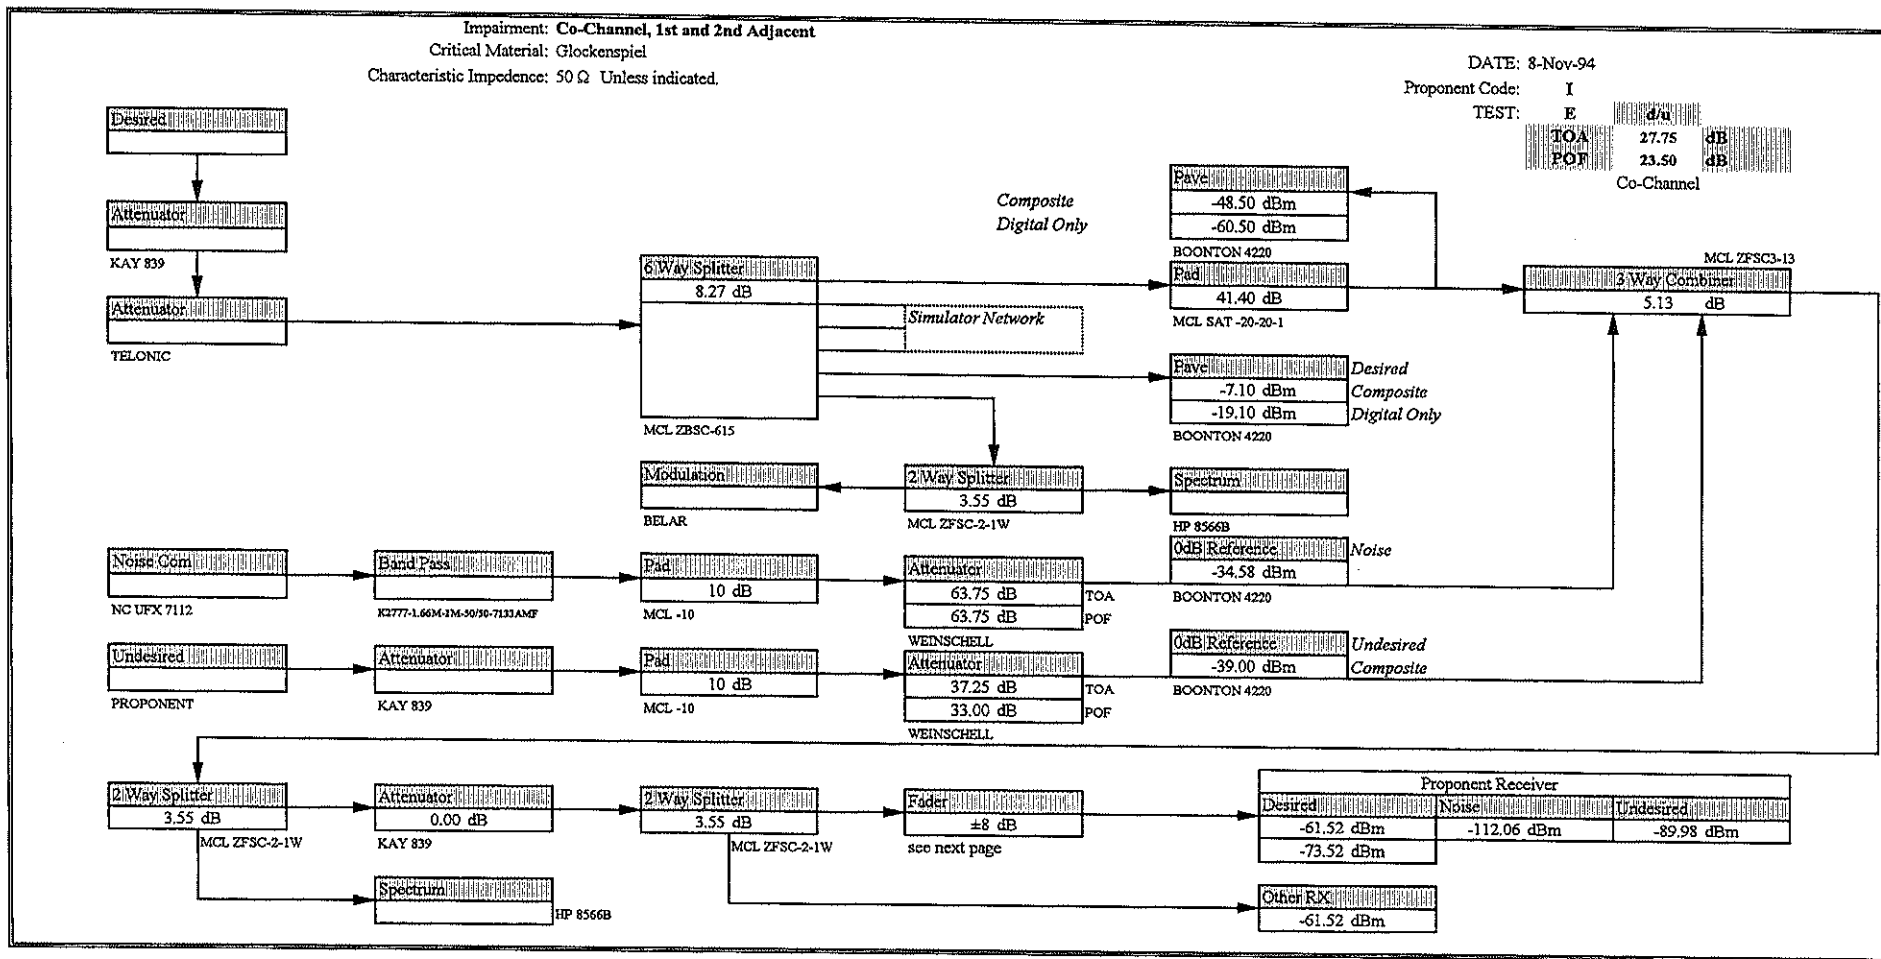 Impairment: Co-Channel, 1st and 2nd Adjacent
Critical Material: Glockenspiel
Characteristic Impedence: 50 Ω Unless indicated.
DATE: 8-Nov-94
Proponent Code: I
TEST: E d/u
TOA 27.75 dB
POF 23.50 dB
Co-Channel
Desired
Attenuator
KAY 839
Attenuator
TELONIC
6 Way Splitter
8.27 dB
MCL ZBSC-615
Simulator Network
Composite
Digital Only
Pave
-48.50 dBm
-60.50 dBm
BOONTON 4220
Pad
41.40 dB
MCL SAT -20-20-1
MCL ZFSC3-13
3 Way Combiner
5.13 dB
Pave
-7.10 dBm
-19.10 dBm
BOONTON 4220
Desired
Composite
Digital Only
Modulation
BELAR
2 Way Splitter
3.55 dB
MCL ZFSC-2-1W
Spectrum
HP 8566B
Noise Com
NC UFX 7112
Band Pass
K2777-1.66M-2M-50/50-7133AMF
Pad
10 dB
MCL -10
Attenuator
63.75 dB TOA
63.75 dB POF
WEINSCHELL
0dB Reference Noise
-34.58 dBm
BOONTON 4220
Undesired
PROPONENT
Attenuator
KAY 839
Pad
10 dB
MCL -10
Attenuator
37.25 dB TOA
33.00 dB POF
WEINSCHELL
0dB Reference Undesired
-39.00 dBm Composite
BOONTON 4220
2 Way Splitter
3.55 dB
MCL ZFSC-2-1W
Attenuator
0.00 dB
KAY 839
2 Way Splitter
3.55 dB
MCL ZFSC-2-1W
Fader
±8 dB
see next page
Proponent Receiver
Desired Noise Undesired
-61.52 dBm -112.06 dBm -89.98 dBm
-73.52 dBm
Spectrum
HP 8566B
Other RX
-61.52 dBm